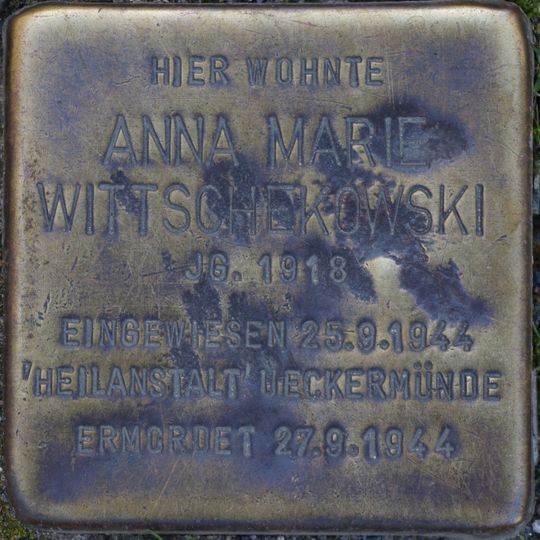 HIER WOHNTE
ANNA MARIE
WITTSCHEKOWSKI
JG. 1918
EINGEWIESEN 25.9.1944
'HEILANSTALT' UECKERMÜNDE
ERMORDET 27.9.1944